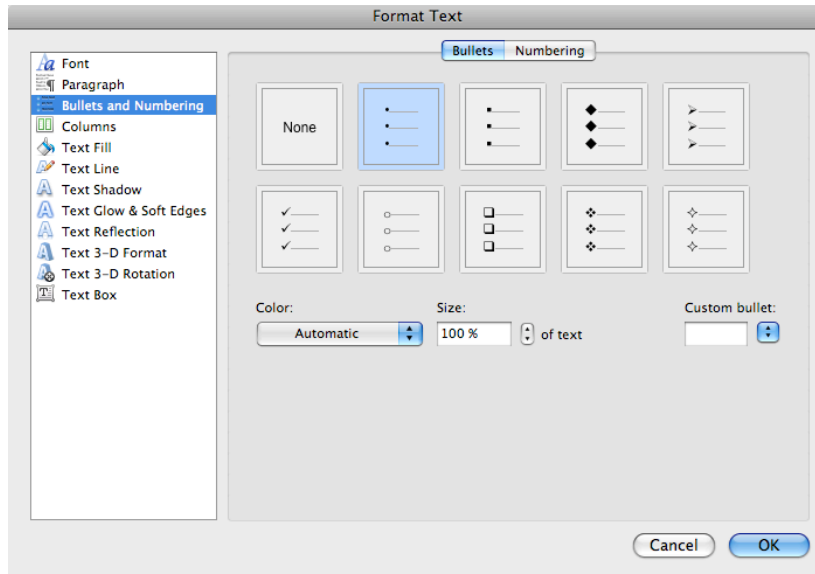 Format Text
Font
Paragraph
Bullets and Numbering
Columns
Text Fill
Text Line
Text Shadow
Text Glow & Soft Edges
Text Reflection
Text 3-D Format
Text 3-D Rotation
Text Box
Bullets Numbering
None
Color: Size: Custom bullet:
Automatic 100 % of text
Cancel OK